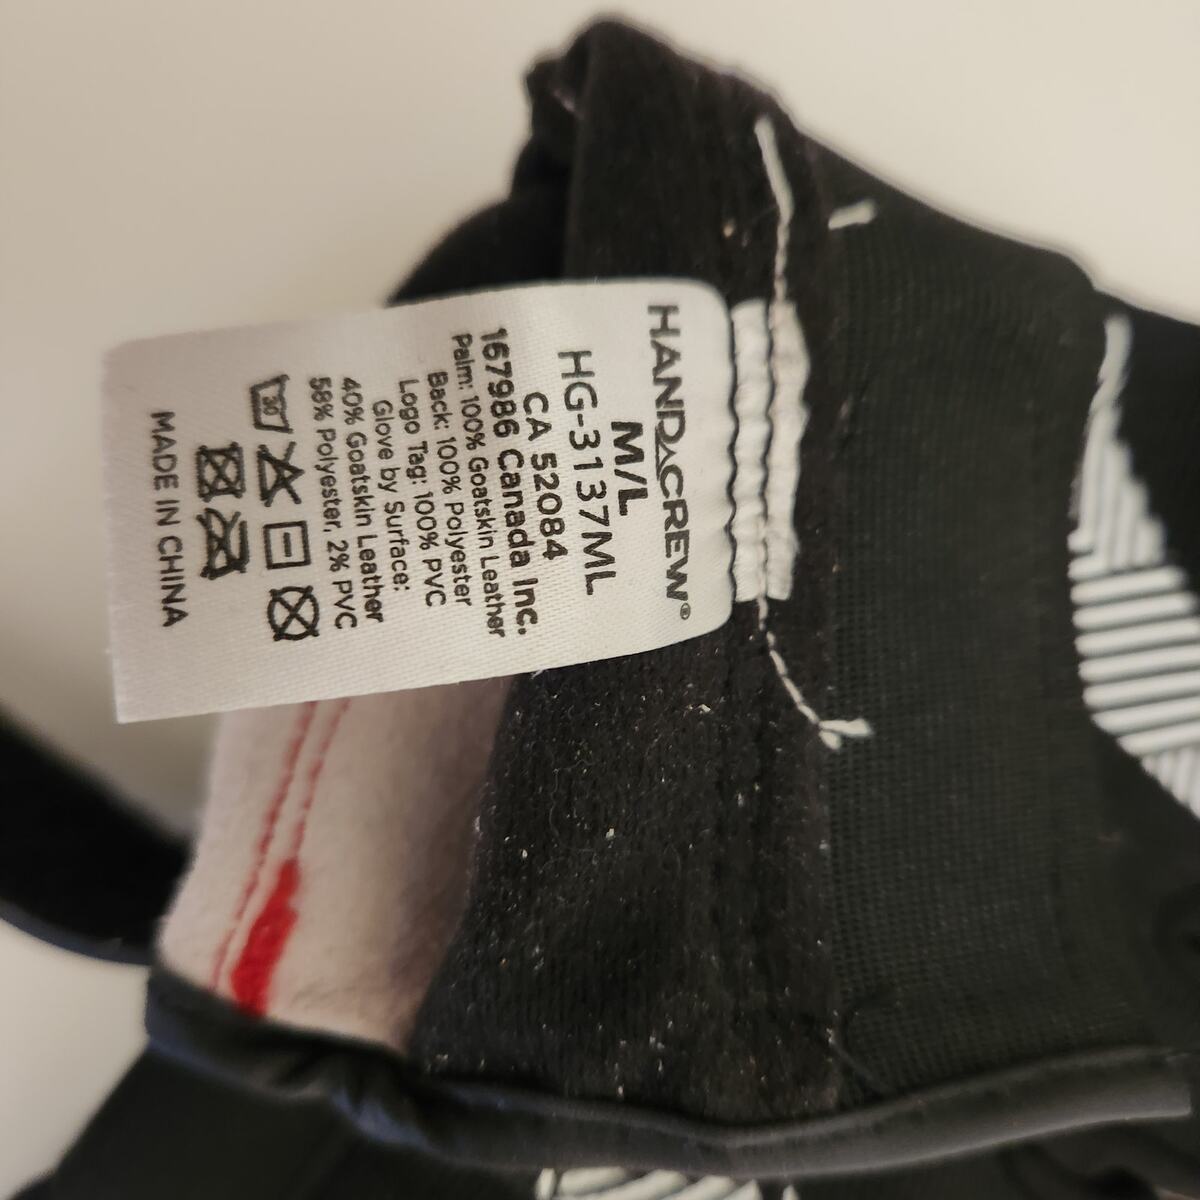 HANDCREW®
M/L
HG-3137ML
CA 52084
167986 Canada Inc.
Palm: 100% Goatskin Leather
Back: 100% Polyester
Logo Tag: 100% PVC
Glove by Surface:
40% Goatskin Leather
58% Polyester, 2% PVC
30
MADE IN CHINA